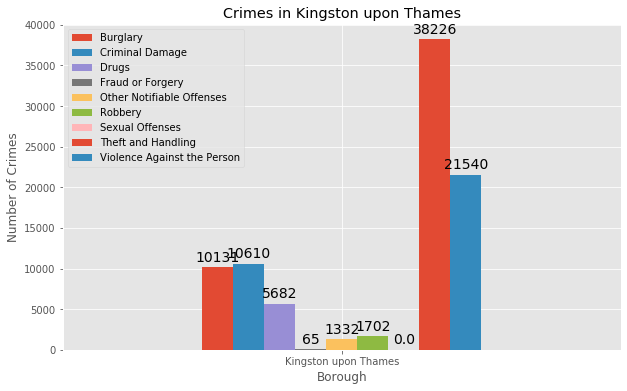 Crimes in Kingston upon Thames
Burglary
Criminal Damage
Drugs
Fraud or Forgery
Other Notifiable Offenses
Robbery
Sexual Offenses
Theft and Handling
Violence Against the Person
Number of Crimes
40000
35000
30000
25000
20000
15000
10000
5000
0
10131
10610
5682
65
1332
1702
0.0
38226
21540
Kingston upon Thames
Borough